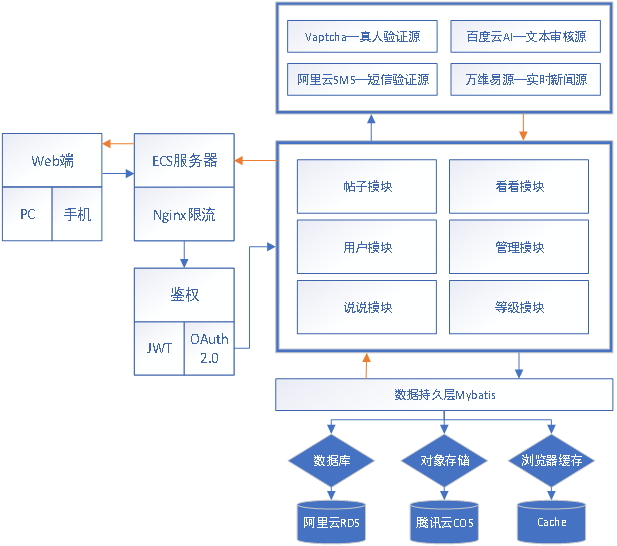 Vaptcha—真人验证源
百度云AI—文本审核源
阿里云SMS—短信验证源
万维易源—实时新闻源
Web端
PC
手机
ECS服务器
Nginx限流
鉴权
JWT
OAuth
2.0
帖子模块
看看模块
用户模块
管理模块
说说模块
等级模块
数据持久层Mybatis
数据库
对象存储
浏览器缓存
阿里云RDS
腾讯云COS
Cache